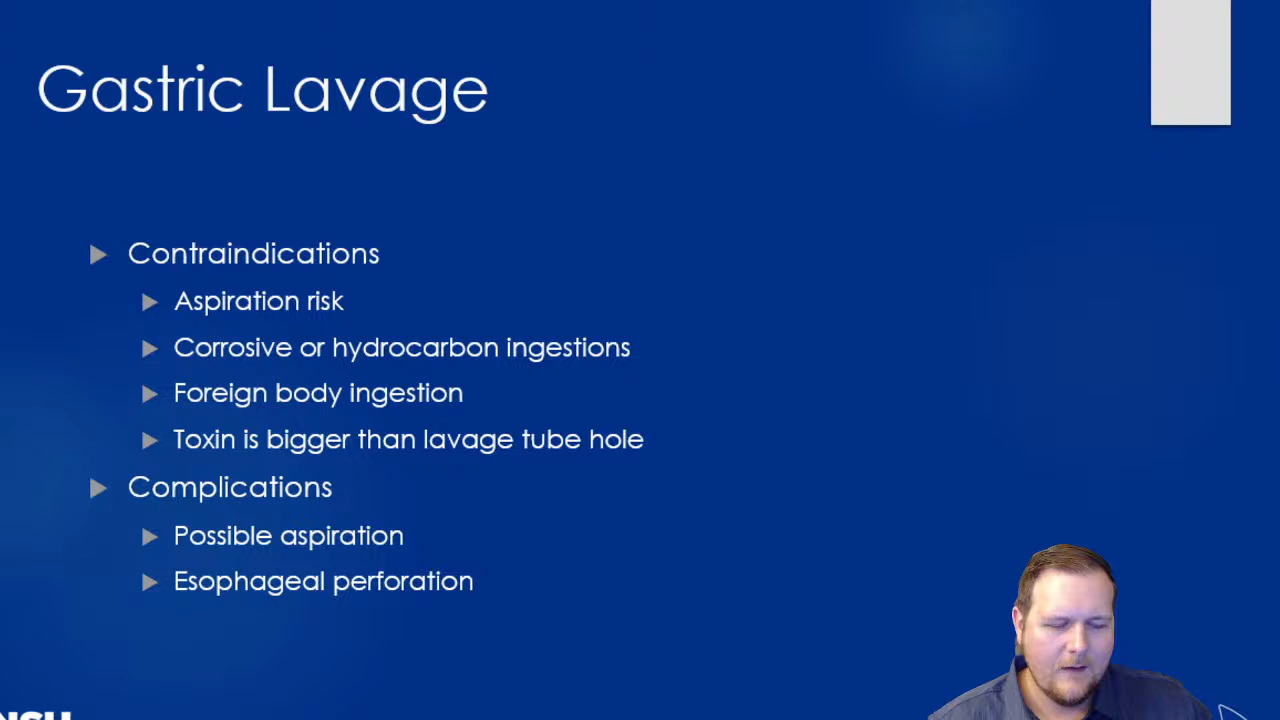 Gastric Lavage
Contraindications
Aspiration risk
Corrosive or hydrocarbon ingestions
Foreign body ingestion
Toxin is bigger than lavage tube hole
Complications
Possible aspiration
Esophageal perforation